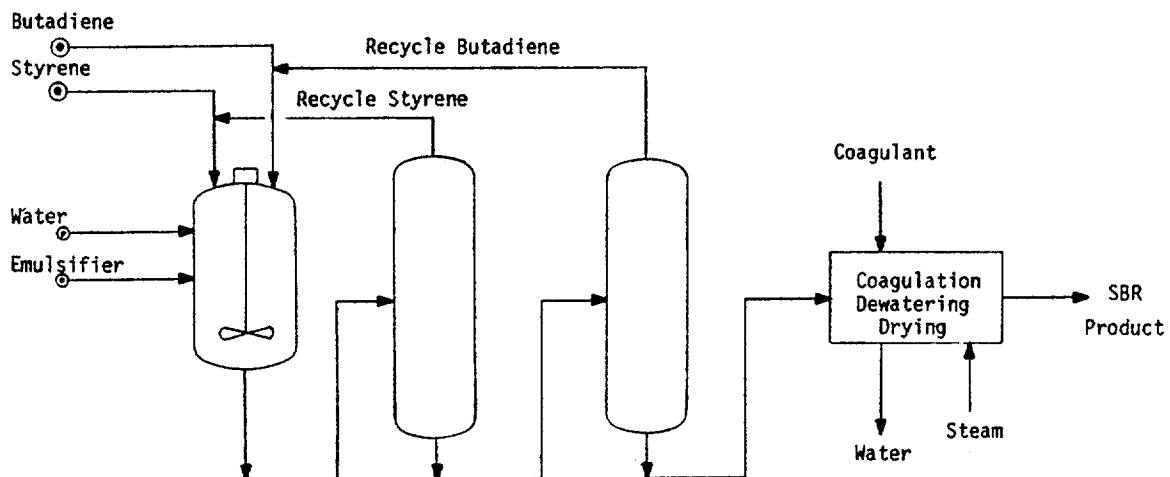 Butadiene
Styrene
Recycle Butadiene
Recycle Styrene
Water
Emulsifier
Coagulant
Coagulation
Dewatering
Drying
SBR
Product
Water
Steam